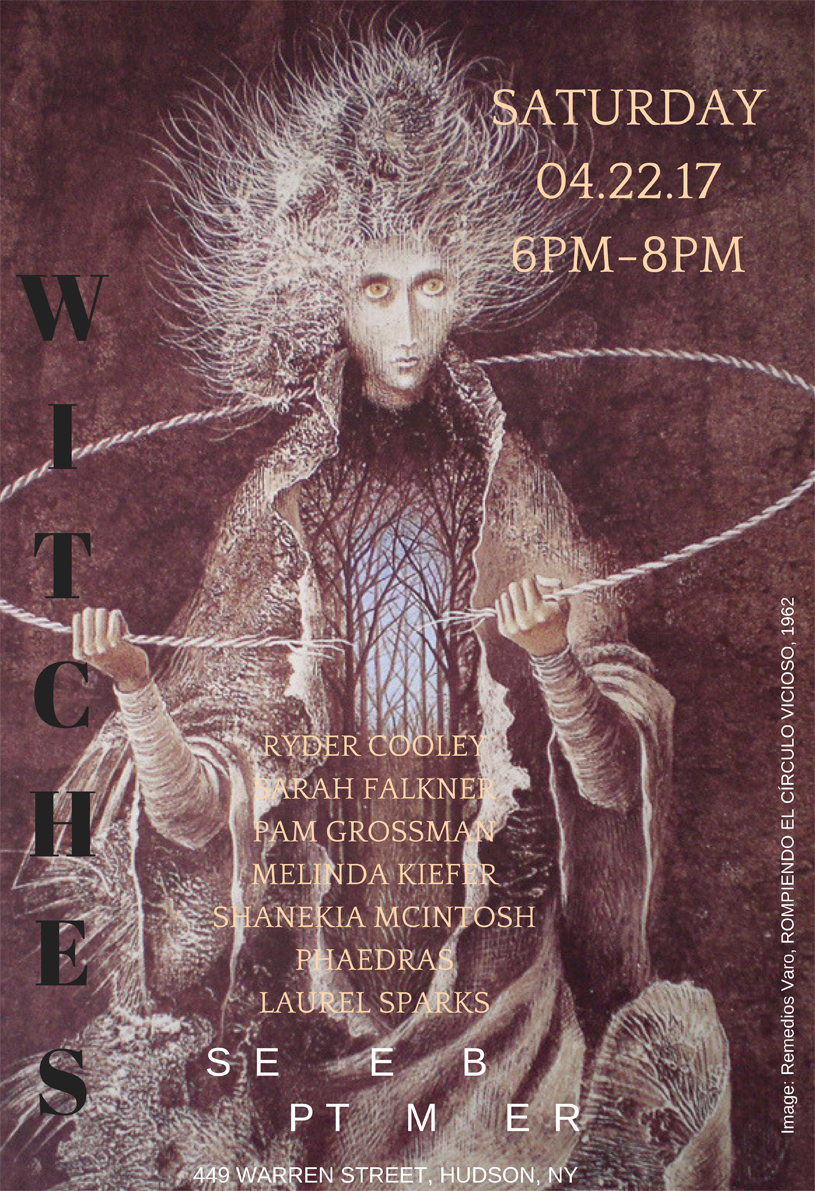 SATURDAY
04.22.17
6PM-8PM
WITCHES
RYDER COOLEY
SARAH FALKNER
PAM GROSSMAN
MELINDA KIEFER
SHANEKIA MCINTOSH
PHAEDRAS
LAUREL SPARKS
SE E B
PT M ER
449 WARREN STREET, HUDSON, NY
Image: Remedios Varo, ROMPIENDO EL CÍRCULO VICIOSO, 1962